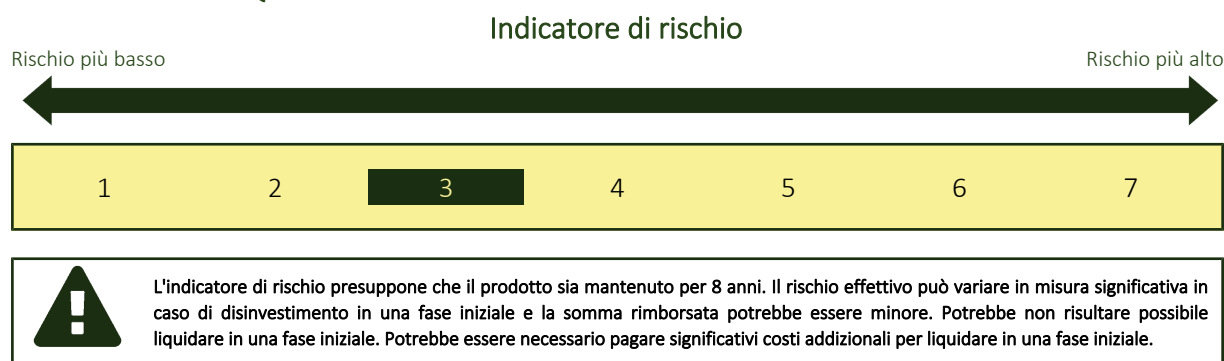 Indicatore di rischio
Rischio più basso
Rischio più alto
1 2 3 4 5 6 7
L'indicatore di rischio presuppone che il prodotto sia mantenuto per 8 anni. Il rischio effettivo può variare in misura significativa in
caso di disinvestimento in una fase iniziale e la somma rimborsata potrebbe essere minore. Potrebbe non risultare possibile
liquidare in una fase iniziale. Potrebbe essere necessario pagare significativi costi addizionali per liquidare in una fase iniziale.